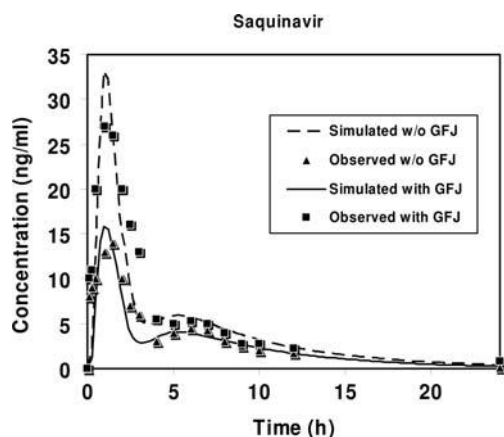 Saquinavir
Concentration (ng/ml)
35
30
25
20
15
10
5
0
Simulated w/o GFJ
Observed w/o GFJ
Simulated with GFJ
Observed with GFJ
0 5 10 15 20
Time (h)